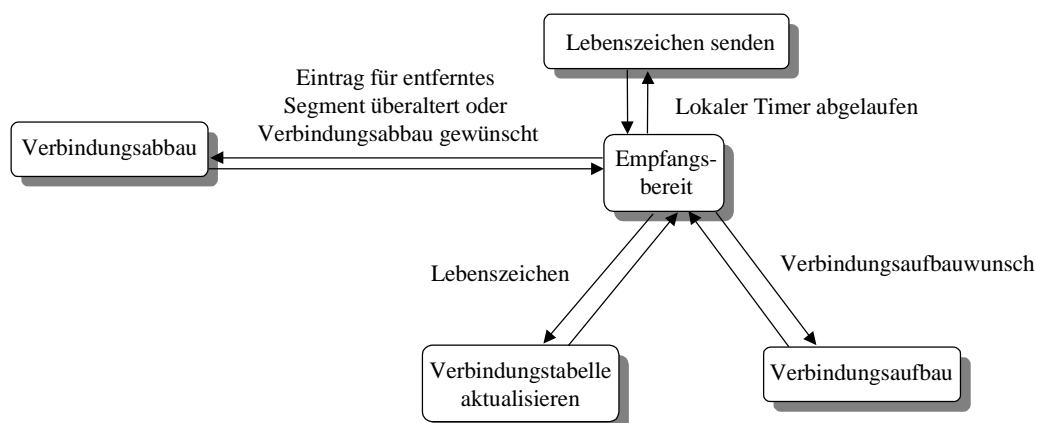 Lebenszeichen senden
Eintrag für entferntes
Segment überaltert oder
Verbindungsabbau gewünscht
Lokaler Timer abgelaufen
Verbindungsabbau
Empfangs-
bereit
Lebenszeichen
Verbindungsaufbauwunsch
Verbindungstabelle
aktualisieren
Verbindungsaufbau